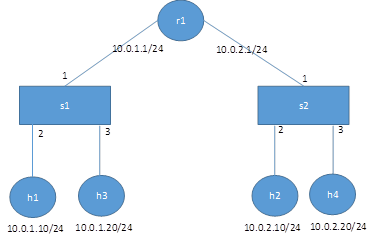 r1
10.0.1.1/24 10.0.2.1/24
1 1
s1 s2
2 3 2 3
h1 h3 h2 h4
10.0.1.10/24 10.0.1.20/24 10.0.2.10/24 10.0.2.20/24